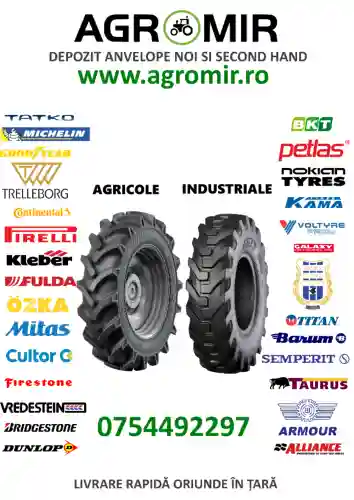 AGROMIR
DEPOZIT ANVELOPE NOI SI SECOND HAND
www.agromir.ro
TATKO
MICHELIN
GOODYEAR
TRELLEBORG
Continental
PIRELLI
Kleber
FULDA
ÖZKA
Mitas
Cultor
Firestone
VREDESTEIN
BRIDGESTONE
DUNLOP
AGRICOLE
INDUSTRIALE
BKT
petlas
nokian
TYRES
KAMA
VOLTYRE
GALAXY
TITAN
Barum
SEMPERIT
TAURUS
ARMOUR
ALLIANCE
0754492297
LIVRARE RAPIDĂ ORIUNDE ÎN ȚARĂ